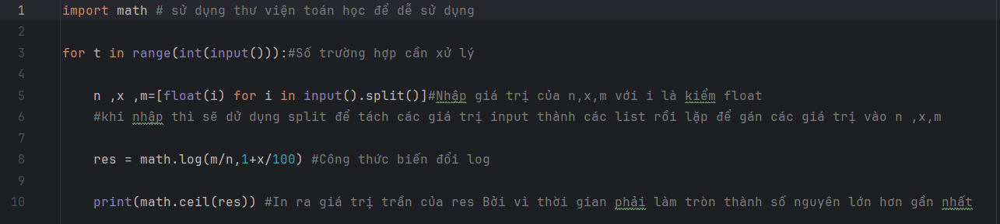 1 import math # sử dụng thư viện toán học để dễ sử dụng
2
3 for t in range(int(input())):#Số trường hợp cần xử lý
4
5 n ,x ,m=[float(i) for i in input().split()]#Nhập giá trị của n,x,m với i là kiểm float
6 #khi nhập thì sẽ dử dụng split để tách các giá trị input thành các list rồi lặp để gán các giá trị vào n ,x,m
7
8 res = math.log(m/n,1+x/100) #Công thức biến đổi log
9
10 print(math.ceil(res)) #In ra giá trị trần của res Bởi vì thời gian phải làm tròn thành số nguyên lớn hơn gần nhất